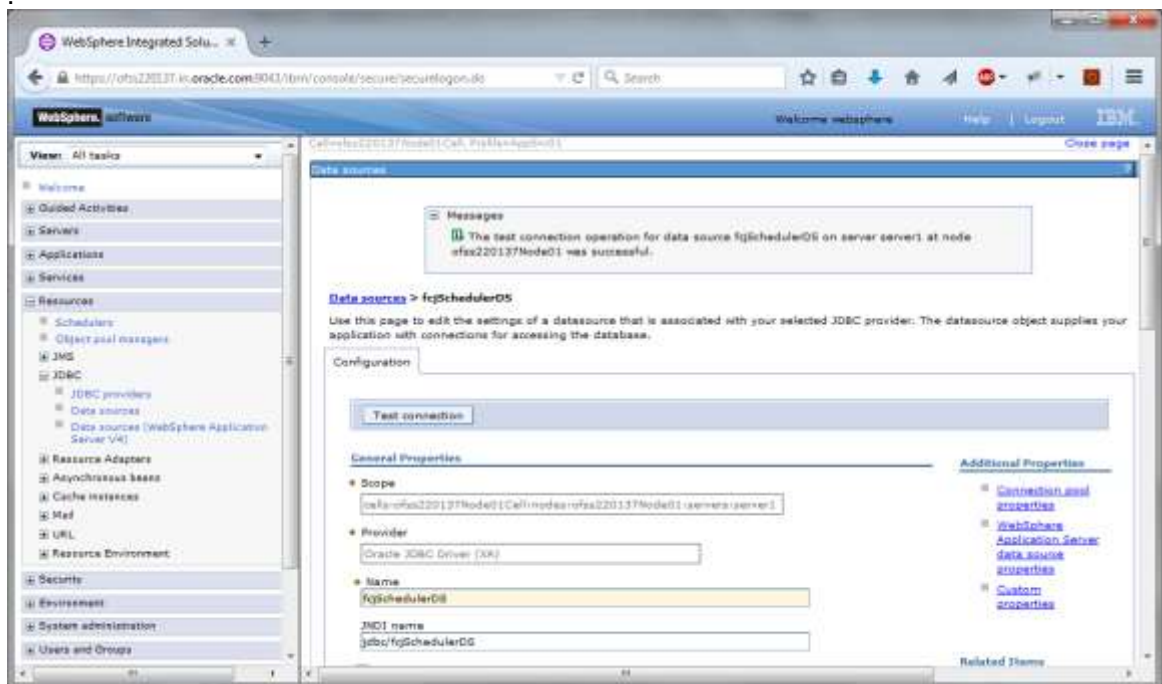 :
WebSphere Integrated Solu...
https://ofss220137.in.oracle.com:9043/ibm/console/secure/securelogon.do
Search
WebSphere. software
Welcome websphere
Help | Logout
IBM.
View: All tasks
Cell=ofss220137Node01Cell, Profile=AppSrv01
Close page
Data sources
?
Welcome
Guided Activities
Servers
Applications
Services
Resources
Schedulers
Object pool managers
JMS
JDBC
JDBC providers
Data sources
Data sources (WebSphere Application
Server V4)
Resource Adapters
Asynchronous beans
Cache instances
Mail
URL
Resource Environment
Security
Environment
System administration
Users and Groups
Messages
The test connection operation for data source fcjSchedulerDS on server server1 at node
ofss220137Node01 was successful.
Data sources > fcjSchedulerDS
Use this page to edit the settings of a datasource that is associated with your selected JDBC provider. The datasource object supplies your
application with connections for accessing the database.
Configuration
Test connection
General Properties
* Scope
cells:ofss220137Node01Cell:nodes:ofss220137Node01:servers:server1
* Provider
Oracle JDBC Driver (XA)
* Name
fcjSchedulerDS
JNDI name
jdbc/fcjSchedulerDS
Additional Properties
Connection pool
properties
WebSphere
Application Server
data source
properties
Custom
properties
Related Items